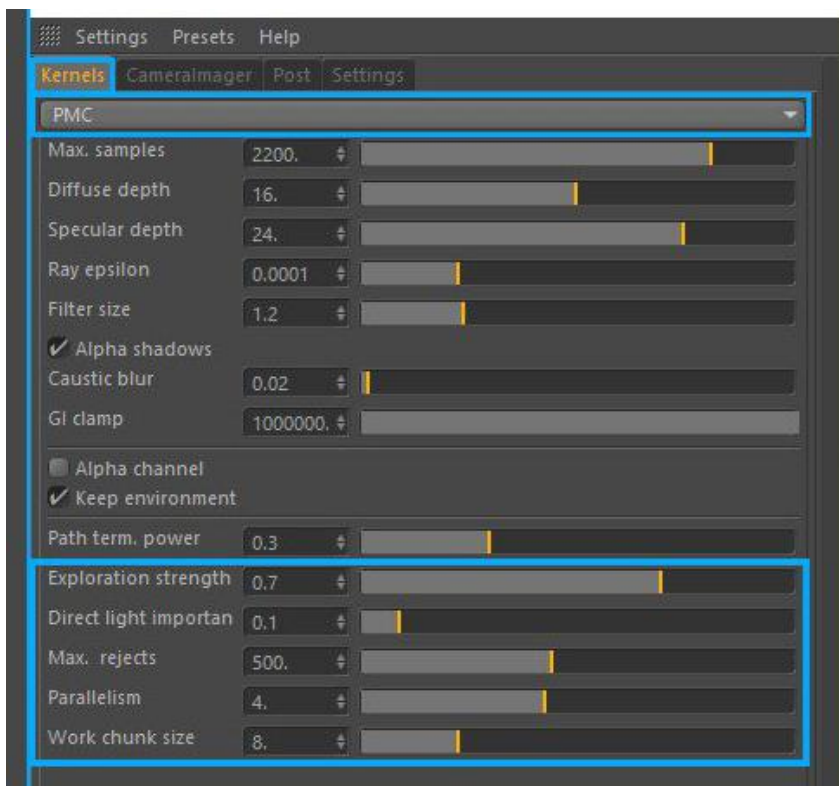 Settings Presets Help
Kernels CameraImager Post Settings
PMC
Max. samples 2200.
Diffuse depth 16.
Specular depth 24.
Ray epsilon 0.0001
Filter size 1.2
Alpha shadows
Caustic blur 0.02
GI clamp 1000000.
Alpha channel
Keep environment
Path term. power 0.3
Exploration strength 0.7
Direct light importan 0.1
Max. rejects 500.
Parallelism 4.
Work chunk size 8.